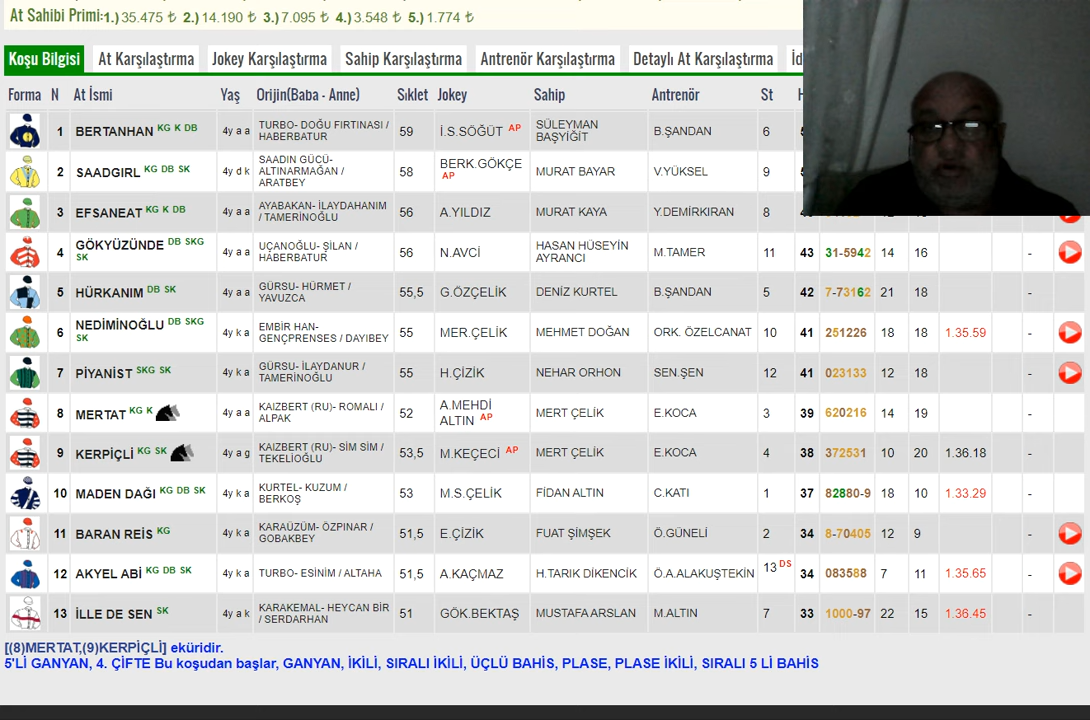 At Sahibi Primi:1.) 35.475 ₺ 2.) 14.190 ₺ 3.) 7.095 ₺ 4.) 3.548 ₺ 5.) 1.774 ₺
Koşu Bilgisi At Karşılaştırma Jokey Karşılaştırma Sahip Karşılaştırma Antrenör Karşılaştırma Detaylı At Karşılaştırma İd
Forma N At İsmi Yaş Orijin(Baba - Anne) Sıklet Jokey Sahip Antrenör St
1 BERTANHAN KG K DB 4y a a TURBO- DOĞU FIRTINASI / HABERBATUR 59 İ.S.SÖĞÜT AP SÜLEYMAN BAŞYİĞİT B.ŞANDAN 6
2 SAADGIRL KG DB SK 4y d k SAADIN GÜCÜ- ALTINARMAĞAN / ARATBEY 58 BERK.GÖKÇE AP MURAT BAYAR V.YÜKSEL 9
3 EFSANEAT KG K DB 4y a a AYABAKAN- İLAYDAHANIM / TAMERİNOĞLU 56 A.YILDIZ MURAT KAYA Y.DEMİRKIRAN 8
4 GÖKYÜZÜNDE DB SKG SK 4y a a UÇANOĞLU- ŞİLAN / HABERBATUR 56 N.AVCİ HASAN HÜSEYİN AYRANCI M.TAMER 11 43 31-5942 14 16 -
5 HÜRKANIM DB SK 4y a a GÜRSU- HÜRMET / YAVUZCA 55,5 G.ÖZÇELİK DENİZ KURTEL B.ŞANDAN 5 42 7-73162 21 18 -
6 NEDİMİNOĞLU DB SKG SK 4y k a EMBİR HAN- GENÇPRENSES / DAYIBEY 55 MER.ÇELİK MEHMET DOĞAN ORK. ÖZELCANAT 10 41 251226 18 18 1.35.59 -
7 PİYANİST SKG SK 4y k a GÜRSU- İLAYDANUR / TAMERİNOĞLU 55 H.ÇİZİK NEHAR ORHON SEN.ŞEN 12 41 023133 12 18 -
8 MERTAT KG K 4y a a KAIZBERT (RU)- ROMALI / ALPAK 52 A.MEHDİ ALTIN AP MERT ÇELİK E.KOCA 3 39 620216 14 19 -
9 KERPİÇLİ KG SK 4y a g KAIZBERT (RU)- SİM SİM / TEKELİOĞLU 53,5 M.KEÇECİ AP MERT ÇELİK E.KOCA 4 38 372531 10 20 1.36.18 -
10 MADEN DAĞI KG DB SK 4y k a KURTEL- KUZUM / BERKOŞ 53 M.S.ÇELİK FİDAN ALTIN C.KATI 1 37 82880-9 18 10 1.33.29 -
11 BARAN REİS KG 4y k a KARAÜZÜM- ÖZPINAR / GOBAKBEY 51,5 E.ÇİZİK FUAT ŞİMŞEK Ö.GÜNELİ 2 34 8-70405 12 9 -
12 AKYEL ABİ KG DB SK 4y k a TURBO- ESİNİM / ALTAHA 51,5 A.KAÇMAZ H.TARIK DİKENCİK Ö.A.ALAKUŞTEKİN 13 DS 34 083588 7 11 1.35.65 -
13 İLLE DE SEN SK 4y a k KARAKEMAL- HEYCAN BİR / SERDARHAN 51 GÖK.BEKTAŞ MUSTAFA ARSLAN M.ALTIN 7 33 1000-97 22 15 1.36.45 -
[(8)MERTAT,(9)KERPİÇLİ] eküridir.
5'Lİ GANYAN, 4. ÇİFTE Bu koşudan başlar, GANYAN, İKİLİ, SIRALI İKİLİ, ÜÇLÜ BAHİS, PLASE, PLASE İKİLİ, SIRALI 5 Lİ BAHİS